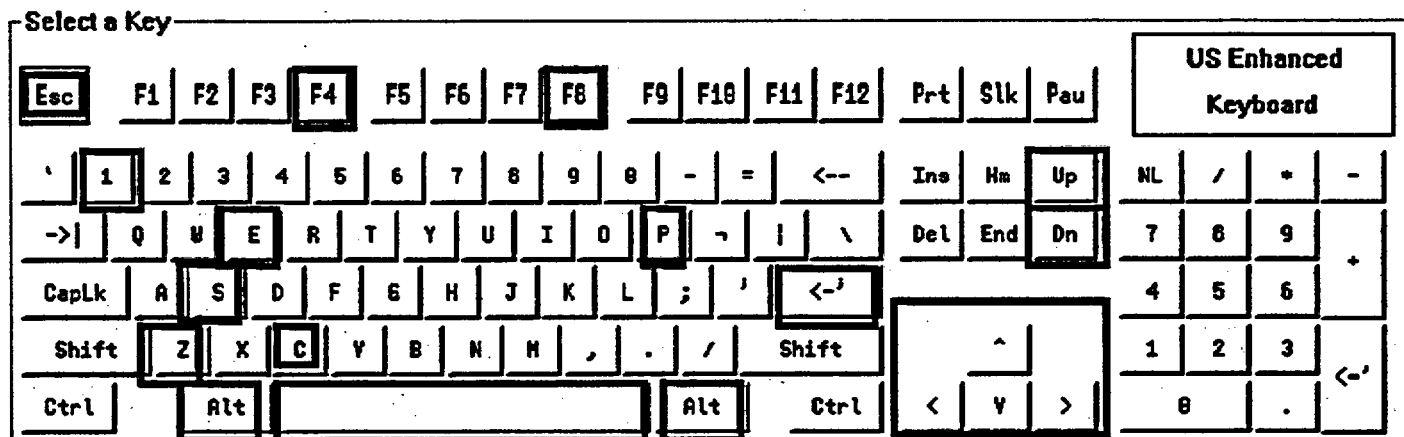 Select a Key
US Enhanced
Keyboard
Esc F1 F2 F3 F4 F5 F6 F7 F8 F9 F10 F11 F12 Prt Slk Pau
` 1 2 3 4 5 6 7 8 9 0 - = <-- Ins Hm Up NL / * -
->| Q W E R T Y U I O P ¬ | \ Del End Dn 7 8 9 +
CapLk A S D F G H J K L ; ' <-' 4 5 6
Shift Z X C V B N M , . / Shift ^ 1 2 3 <-'
Ctrl Alt Alt Ctrl < V > 0 .